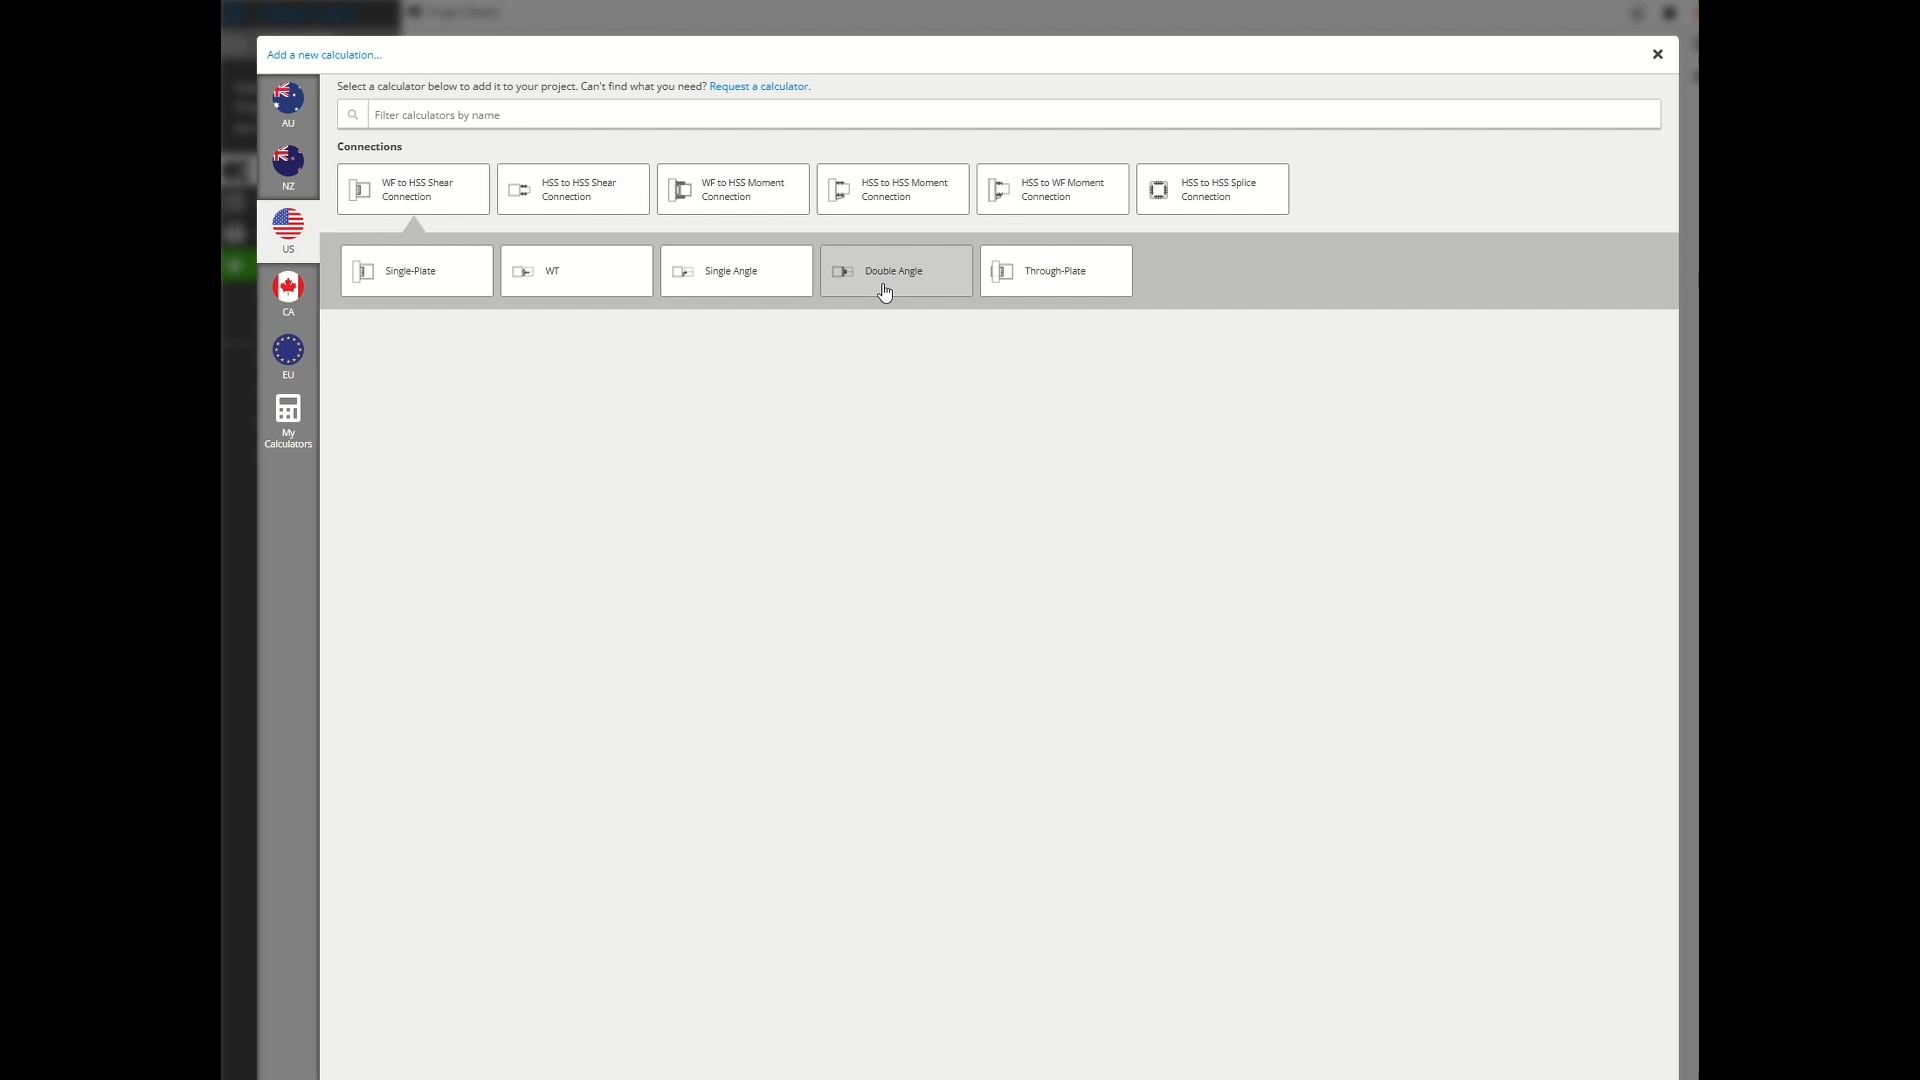 Project Details
Add a new calculation...
Select a calculator below to add it to your project. Can't find what you need? Request a calculator.
Filter calculators by name
Connections
WF to HSS Shear
Connection
HSS to HSS Shear
Connection
WF to HSS Moment
Connection
HSS to HSS Moment
Connection
HSS to WF Moment
Connection
HSS to HSS Splice
Connection
Single-Plate
WT
Single Angle
Double Angle
Through-Plate
AU
NZ
US
CA
EU
My
Calculators